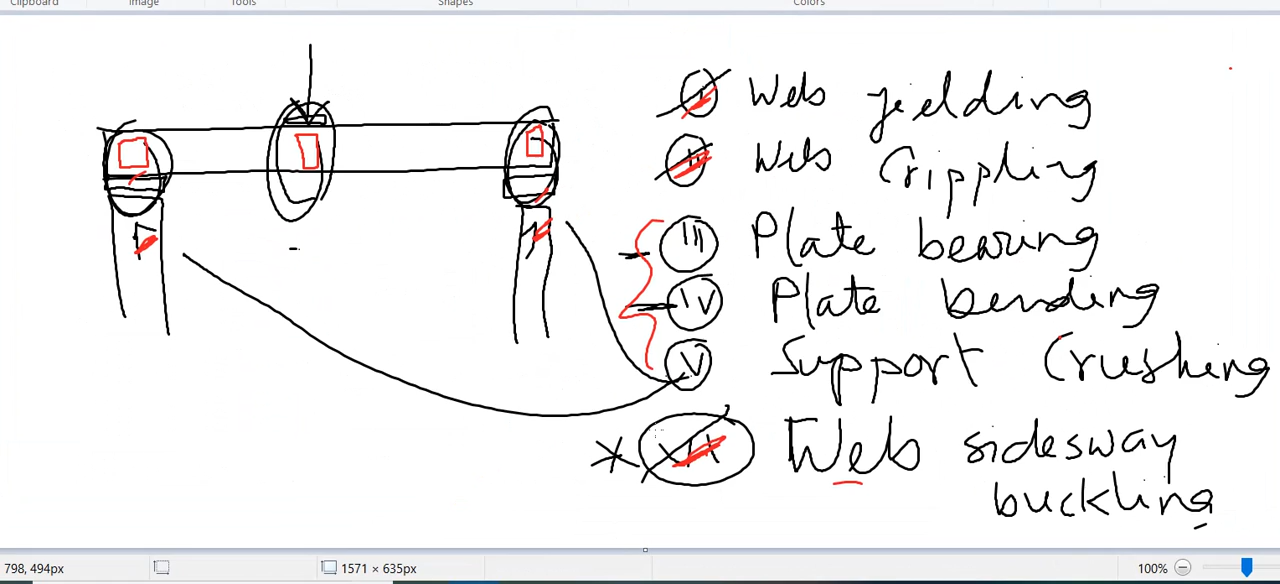 Clipboard
Image
Tools
Shapes
Colors
I Web yielding
II Web Crippling
III Plate bearing
IV Plate bending
V Support Crushing
* Web sidesway
buckling
798, 494px
1571 × 635px
100%